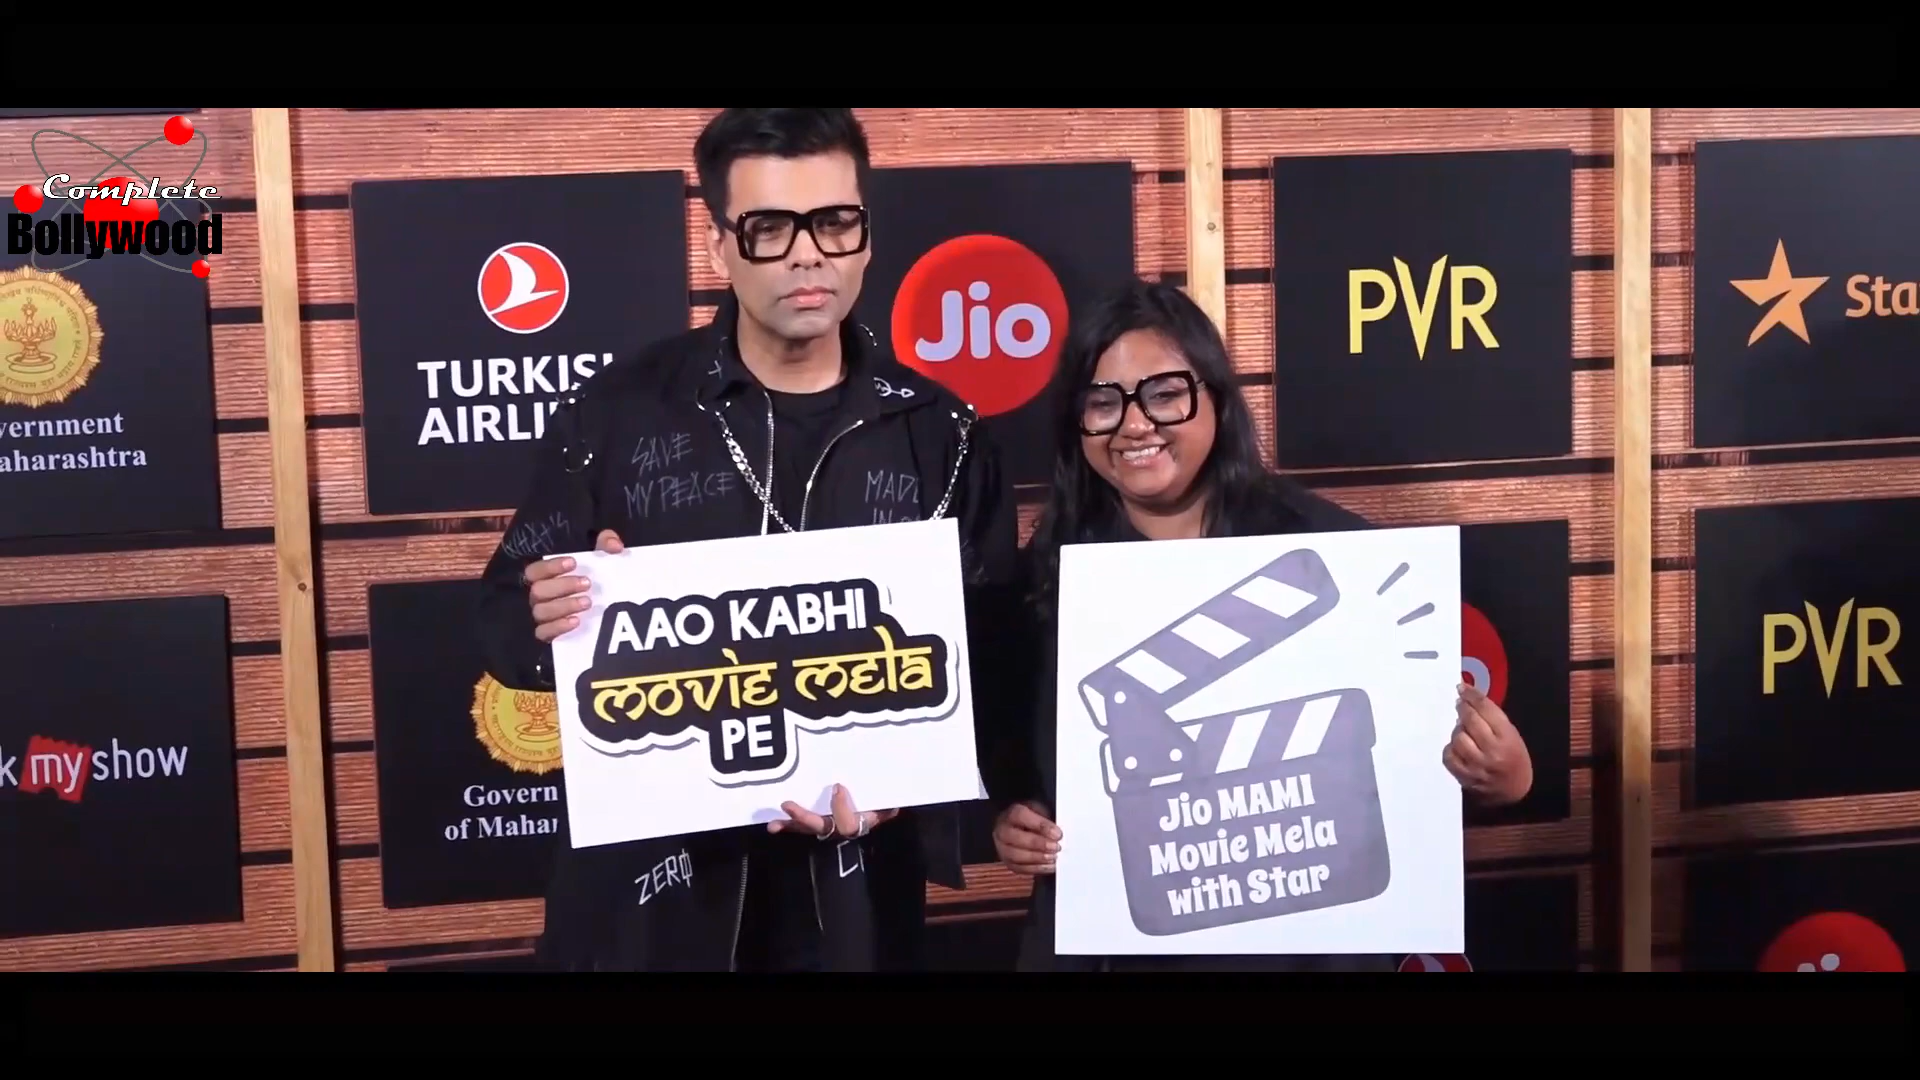 Complete
Bollywood
TURKISH
AIRLI
Jio
PVR
Sta
vernment
aharashtra
SAVE
MY PEACE
MADE
WHAT'S
AAO KABHI
MOVIE MELA
PE
Jio MAMI
Movie Mela
with Star
PVR
k my show
Govern
of Mahar
ZERO